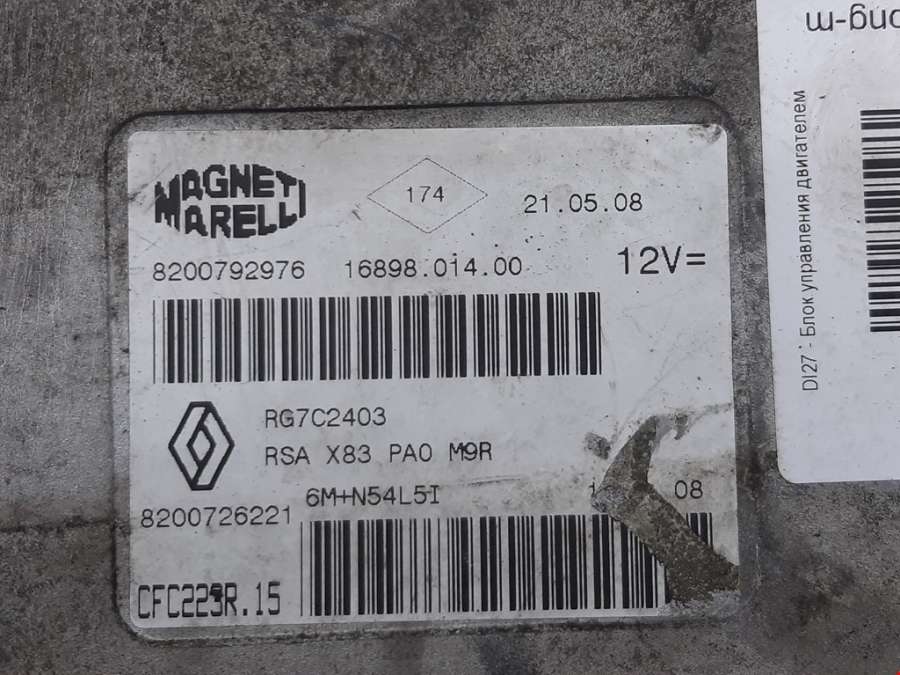 MAGNETI
MARELLI
174
21.05.08
8200792976 16898.014.00 12V=
RG7C2403
RSA X83 PA0 M9R
6M+N54L5I
08
8200726221
CFC223R.15
ong-m
DI27 - Блок управления двигателем